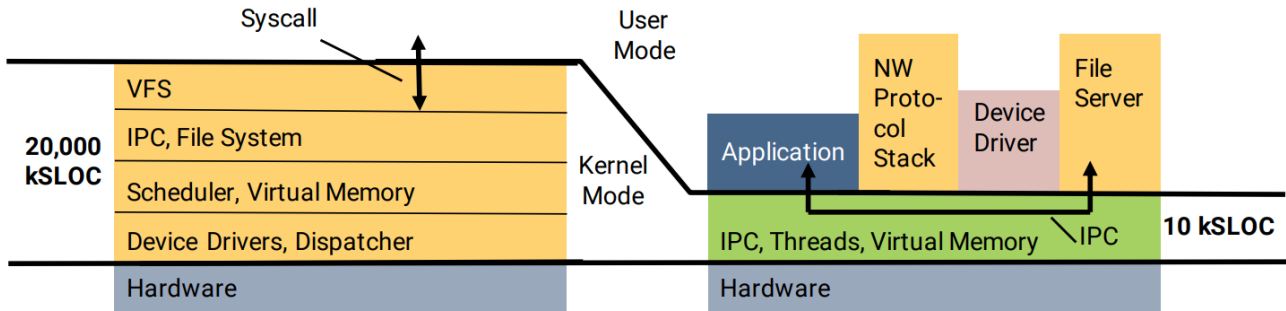 Syscall
User
Mode
VFS
IPC, File System
Scheduler, Virtual Memory
Device Drivers, Dispatcher
Hardware
20,000
kSLOC
Kernel
Mode
Application
NW
Proto-
col
Stack
Device
Driver
File
Server
IPC, Threads, Virtual Memory
IPC
10 kSLOC
Hardware